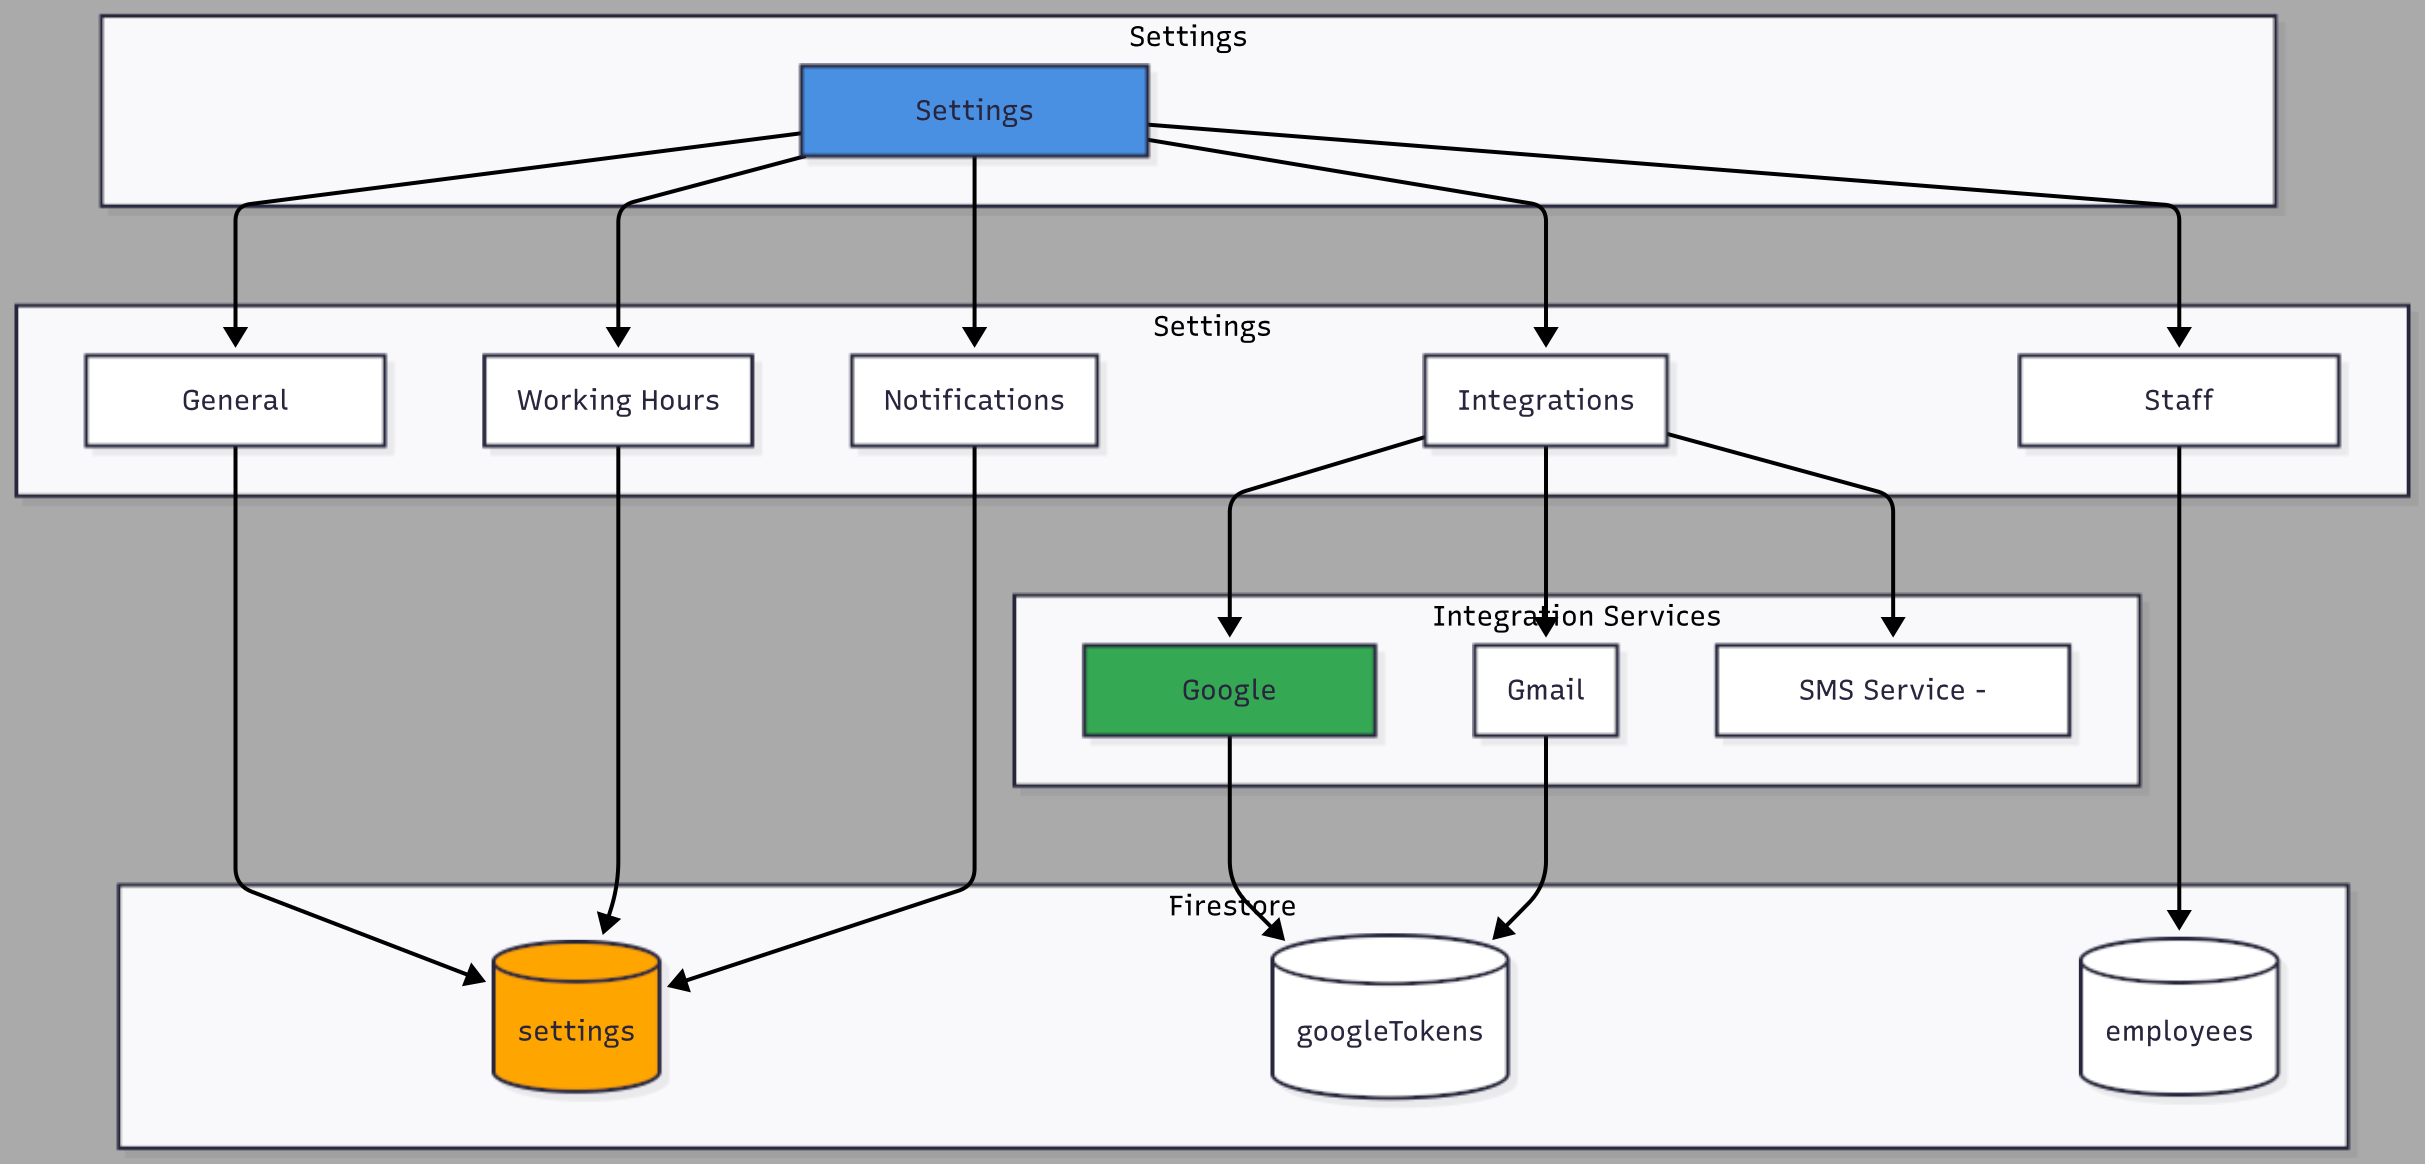 Settings
Settings
Settings
General
Working Hours
Notifications
Integrations
Staff
Integration Services
Google
Gmail
SMS Service -
Firestore
settings
googleTokens
employees